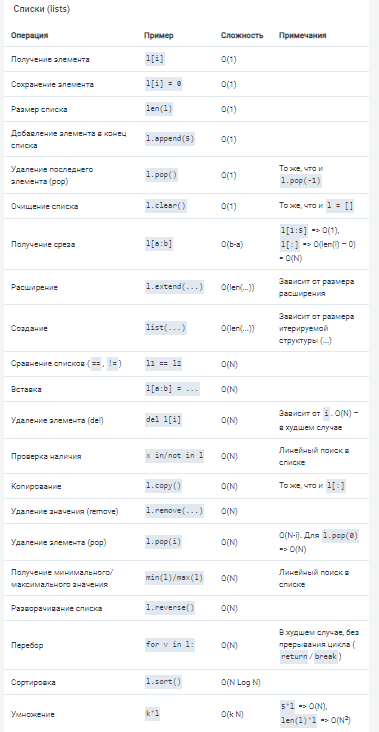 Списки (lists)
Операция Пример Сложность Примечания
Получение элемента l[i] O(1)
Сохранение элемента l[i] = 0 O(1)
Размер списка len(l) O(1)
Добавление элемента в конец
списка l.append(5) O(1)
Удаление последнего
элемента (pop) l.pop() O(1) То же, что и
l.pop(-1)
Очищение списка l.clear() O(1) То же, что и l = []
Получение среза l[a:b] O(b-a) l[1:5] => O(1),
l[:] => O(len(l) - 0)
= O(N)
Расширение l.extend(...) O(len(...)) Зависит от размера
расширения
Создание list(...) O(len(...)) Зависит от размера
итерируемой
структуры (...)
Сравнение списков (==, !=) l1 == l2 O(N)
Вставка l[a:b] = ... O(N)
Удаление элемента (del) del l[i] O(N) Зависит от i. O(N) -
в худшем случае
Проверка наличия x in/not in l O(N) Линейный поиск в
списке
Копирование l.copy() O(N) То же, что и l[:]
Удаление значения (remove) l.remove(...) O(N)
Удаление элемента (pop) l.pop(i) O(N) O(N-i). Для l.pop(0)
=> O(N)
Получение минимального/
максимального значения min(l)/max(l) O(N) Линейный поиск в
списке
Разворачивание списка l.reverse() O(N)
Перебор for v in l: O(N) В худшем случае, без
прерывания цикла (
return / break )
Сортировка l.sort() O(N Log N)
Умножение k*l O(k N) 5*l => O(N),
len(l)*l => O(N²)